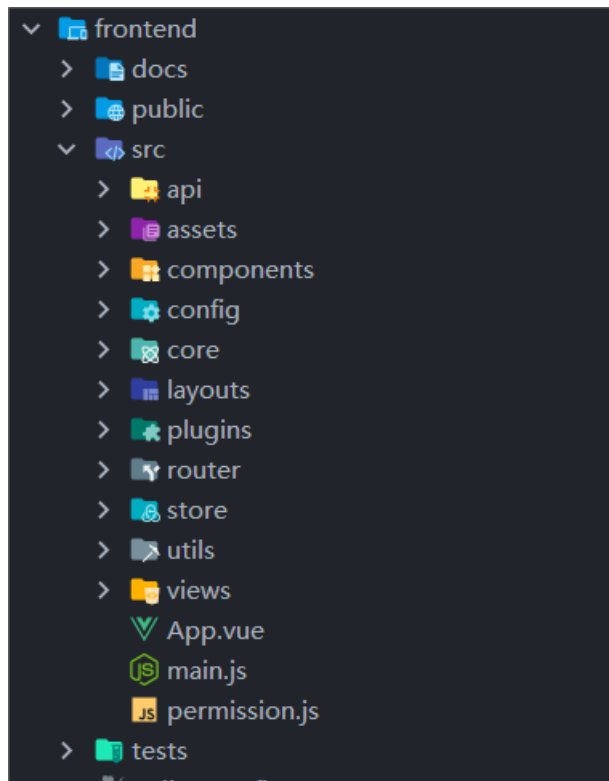 frontend
docs
public
src
api
assets
components
config
core
layouts
plugins
router
store
utils
views
App.vue
main.js
JS permission.js
tests